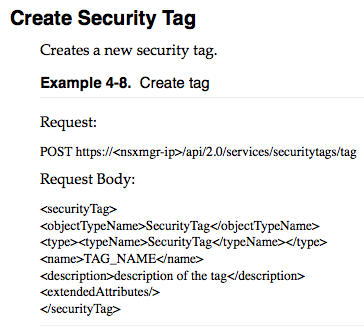 Create Security Tag
Creates a new security tag.
Example 4-8. Create tag
Request:
POST https://<nsxmgr-ip>/api/2.0/services/securitytags/tag
Request Body:
<securityTag>
<objectTypeName>SecurityTag</objectTypeName>
<type><typeName>SecurityTag</typeName></type>
<name>TAG_NAME</name>
<description>description of the tag</description>
<extendedAttributes/>
</securityTag>